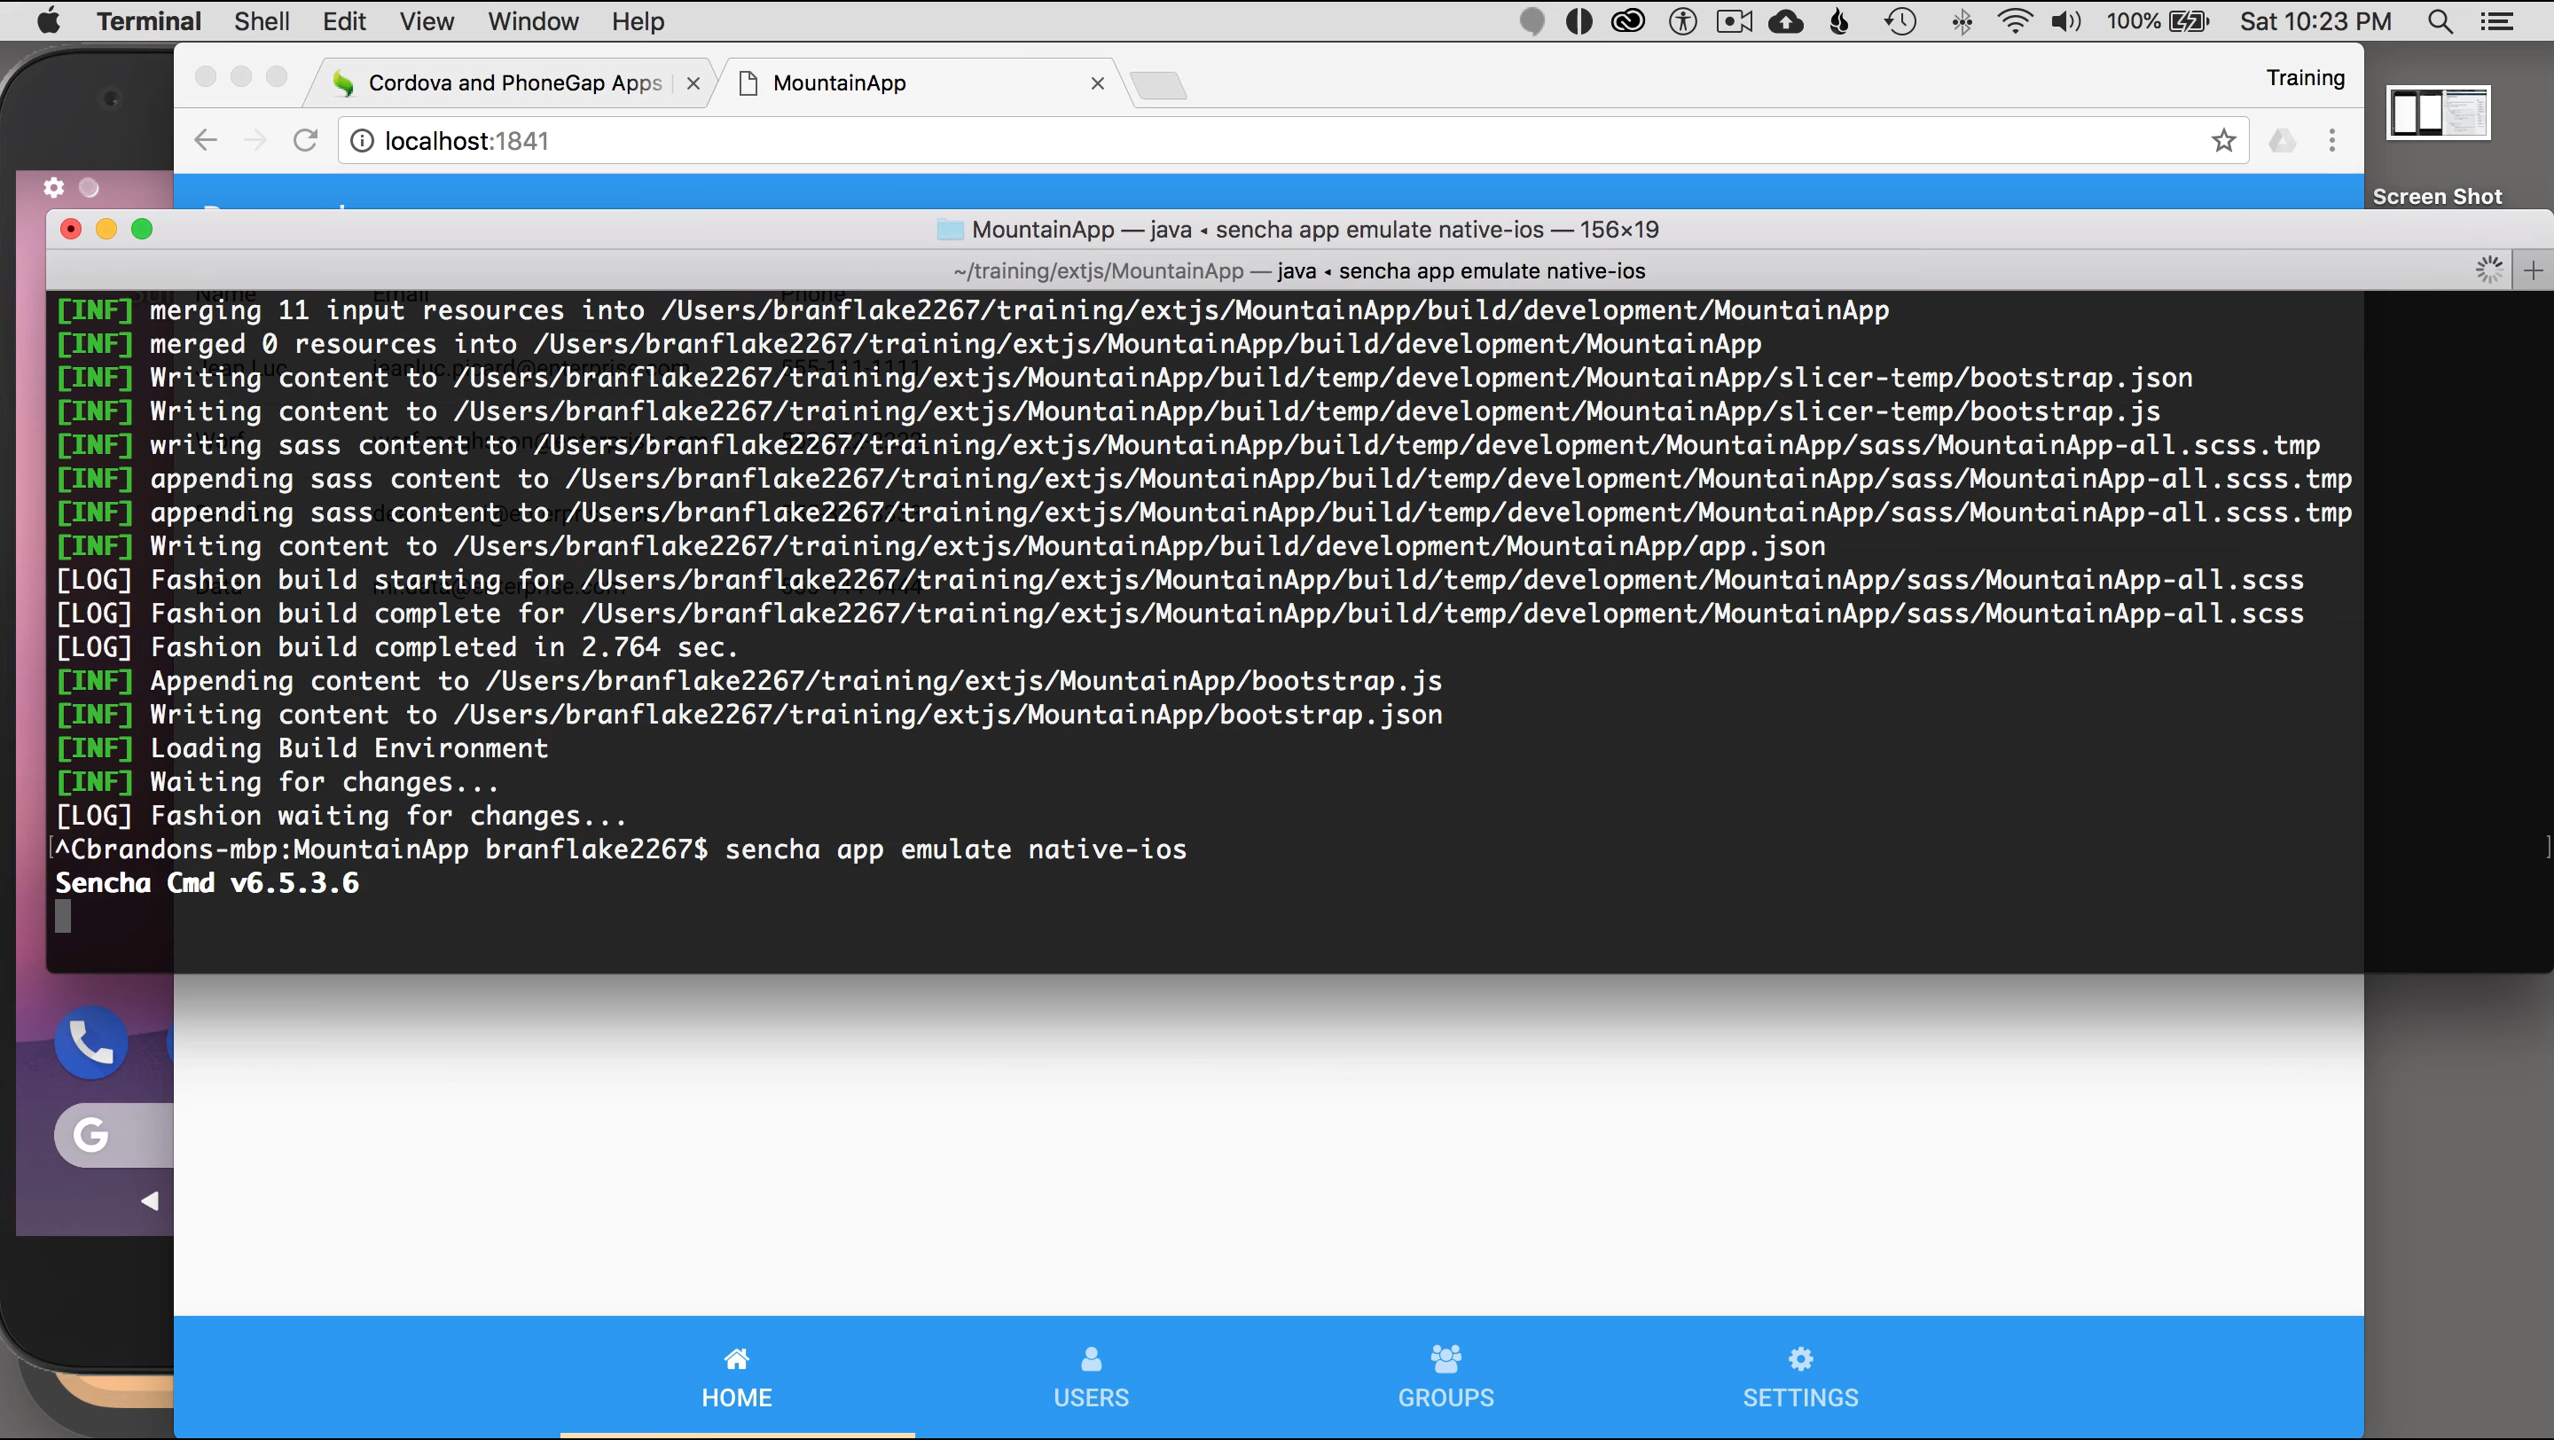 Terminal Shell Edit View Window Help 100% Sat 10:23 PM
Cordova and PhoneGap Apps MountainApp Training
localhost:1841
Screen Shot
MountainApp — java ◂ sencha app emulate native-ios — 156×19
~/training/extjs/MountainApp — java ◂ sencha app emulate native-ios
[INF] merging 11 input resources into /Users/branflake2267/training/extjs/MountainApp/build/development/MountainApp
[INF] merged 0 resources into /Users/branflake2267/training/extjs/MountainApp/build/development/MountainApp
[INF] Writing content to /Users/branflake2267/training/extjs/MountainApp/build/temp/development/MountainApp/slicer-temp/bootstrap.json
[INF] Writing content to /Users/branflake2267/training/extjs/MountainApp/build/temp/development/MountainApp/slicer-temp/bootstrap.js
[INF] writing sass content to /Users/branflake2267/training/extjs/MountainApp/build/temp/development/MountainApp/sass/MountainApp-all.scss.tmp
[INF] appending sass content to /Users/branflake2267/training/extjs/MountainApp/build/temp/development/MountainApp/sass/MountainApp-all.scss.tmp
[INF] appending sass content to /Users/branflake2267/training/extjs/MountainApp/build/temp/development/MountainApp/sass/MountainApp-all.scss.tmp
[INF] Writing content to /Users/branflake2267/training/extjs/MountainApp/build/development/MountainApp/app.json
[LOG] Fashion build starting for /Users/branflake2267/training/extjs/MountainApp/build/temp/development/MountainApp/sass/MountainApp-all.scss
[LOG] Fashion build complete for /Users/branflake2267/training/extjs/MountainApp/build/temp/development/MountainApp/sass/MountainApp-all.scss
[LOG] Fashion build completed in 2.764 sec.
[INF] Appending content to /Users/branflake2267/training/extjs/MountainApp/bootstrap.js
[INF] Writing content to /Users/branflake2267/training/extjs/MountainApp/bootstrap.json
[INF] Loading Build Environment
[INF] Waiting for changes...
[LOG] Fashion waiting for changes...
[^Cbrandons-mbp:MountainApp branflake2267$ sencha app emulate native-ios ]
Sencha Cmd v6.5.3.6
G
HOME USERS GROUPS SETTINGS